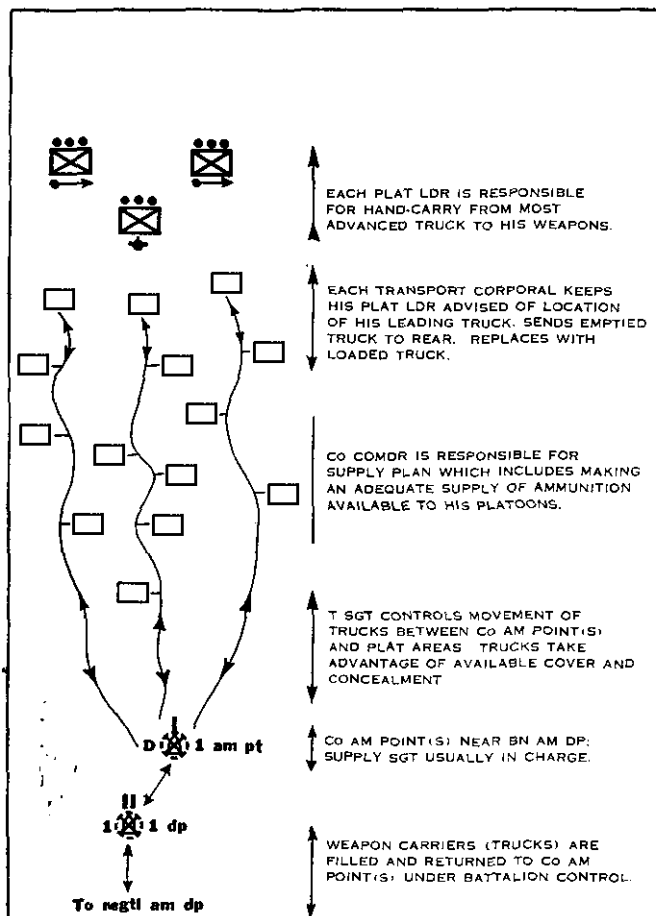 EACH PLAT LDR IS RESPONSIBLE
FOR HAND-CARRY FROM MOST
ADVANCED TRUCK TO HIS WEAPONS.
EACH TRANSPORT CORPORAL KEEPS
HIS PLAT LDR ADVISED OF LOCATION
OF HIS LEADING TRUCK. SENDS EMPTIED
TRUCK TO REAR. REPLACES WITH
LOADED TRUCK.
CO COMDR IS RESPONSIBLE FOR
SUPPLY PLAN WHICH INCLUDES MAKING
AN ADEQUATE SUPPLY OF AMMUNITION
AVAILABLE TO HIS PLATOONS.
T SGT CONTROLS MOVEMENT OF
TRUCKS BETWEEN CO AM POINT(S)
AND PLAT AREAS TRUCKS TAKE
ADVANTAGE OF AVAILABLE COVER AND
CONCEALMENT
D 1 am pt
CO AM POINT(S) NEAR BN AM DP;
SUPPLY SGT USUALLY IN CHARGE.
1 1 dp
WEAPON CARRIERS (TRUCKS) ARE
FILLED AND RETURNED TO CO AM
POINT(S) UNDER BATTALION CONTROL.
To regtl am dp